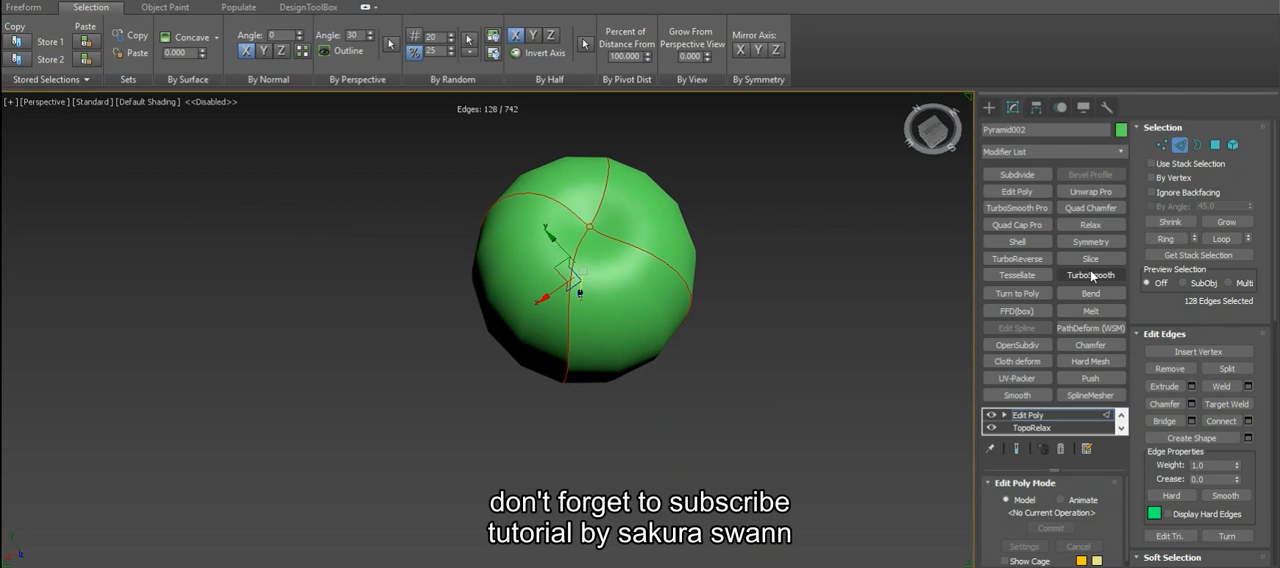 Freeform Selection Object Paint Populate DesignToolBox
Copy Paste
Store 1
Store 2
Copy
Paste
Concave
0.000
Angle: 0
X Y Z
Angle: 30
Outline
# 20
% 25
X Y Z
Invert Axis
Percent of
Distance From
100.000
Grow From
Perspective View
0.000
Mirror Axis:
X Y Z
Stored Selections Sets By Surface By Normal By Perspective By Random By Half By Pivot Dist By View By Symmetry
[+] [Perspective] [Standard] [Default Shading] <<Disabled>>
Edges: 128 / 742
Pyramid002
Modifier List
Subdivide Bevel Profile
Edit Poly Unwrap Pro
TurboSmooth Pro Quad Chamfer
Quad Cap Pro Relax
Shell Symmetry
TurboReverse Slice
Tessellate TurboSmooth
Turn to Poly Bend
FFD(box) Melt
Edit Spline PathDeform (WSM)
OpenSubdiv Chamfer
Cloth deform Hard Mesh
UV-Packer Push
Smooth SplineMesher
Edit Poly
TopoRelax
Edit Poly Mode
Model Animate
<No Current Operation>
Commit
Settings Cancel
Show Cage
Selection
Use Stack Selection
By Vertex
Ignore Backfacing
By Angle: 45.0
Shrink Grow
Ring Loop
Get Stack Selection
Preview Selection
Off SubObj Multi
128 Edges Selected
Edit Edges
Insert Vertex
Remove Split
Extrude Weld
Chamfer Target Weld
Bridge Connect
Create Shape
Edge Properties
Weight: 1.0
Crease: 0.0
Hard Smooth
Display Hard Edges
Edit Tri. Turn
Soft Selection
don't forget to subscribe
tutorial by sakura swann